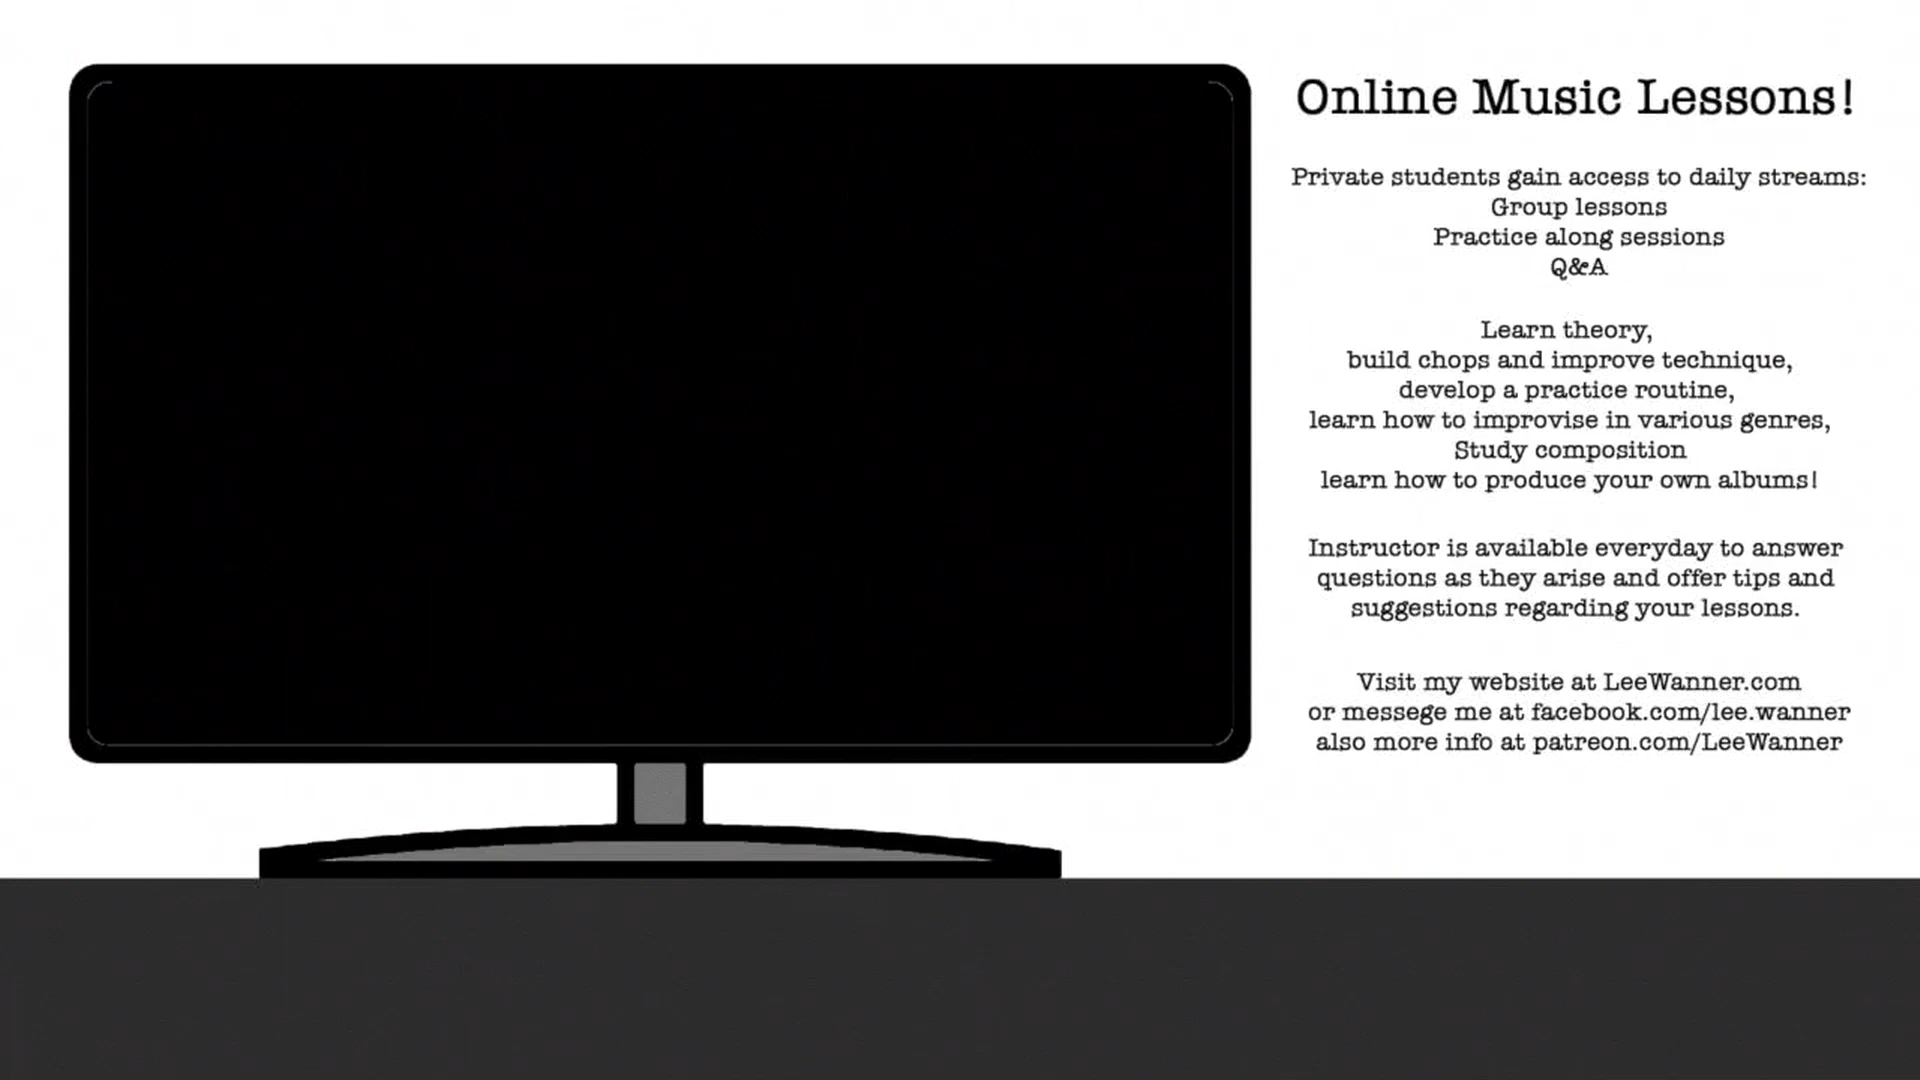 Online Music Lessons!
Private students gain access to daily streams:
Group lessons
Practice along sessions
Q&A
Learn theory,
build chops and improve technique,
develop a practice routine,
learn how to improvise in various genres,
Study composition
learn how to produce your own albums!
Instructor is available everyday to answer
questions as they arise and offer tips and
suggestions regarding your lessons.
Visit my website at LeeWanner.com
or messege me at facebook.com/lee.wanner
also more info at patreon.com/LeeWanner